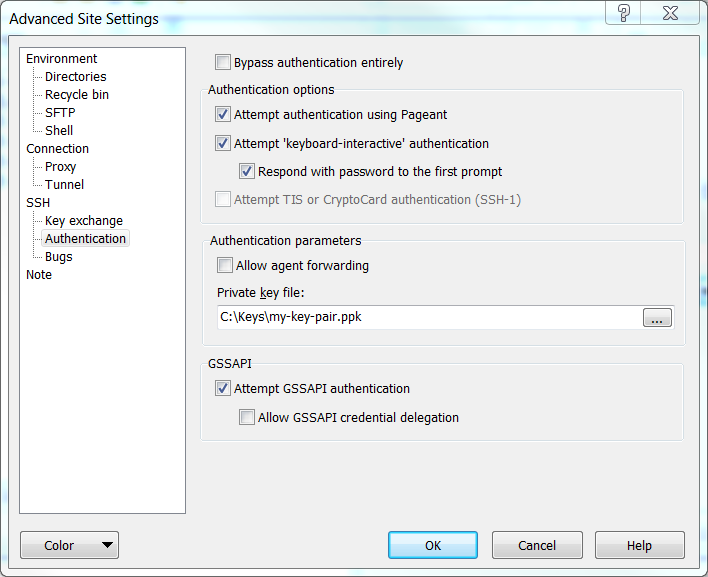 Advanced Site Settings
?
Environment
Directories
Recycle bin
SFTP
Shell
Connection
Proxy
Tunnel
SSH
Key exchange
Authentication
Bugs
Note
Bypass authentication entirely
Authentication options
Attempt authentication using Pageant
Attempt 'keyboard-interactive' authentication
Respond with password to the first prompt
Attempt TIS or CryptoCard authentication (SSH-1)
Authentication parameters
Allow agent forwarding
Private key file:
C:\Keys\my-key-pair.ppk
...
GSSAPI
Attempt GSSAPI authentication
Allow GSSAPI credential delegation
Color
OK
Cancel
Help